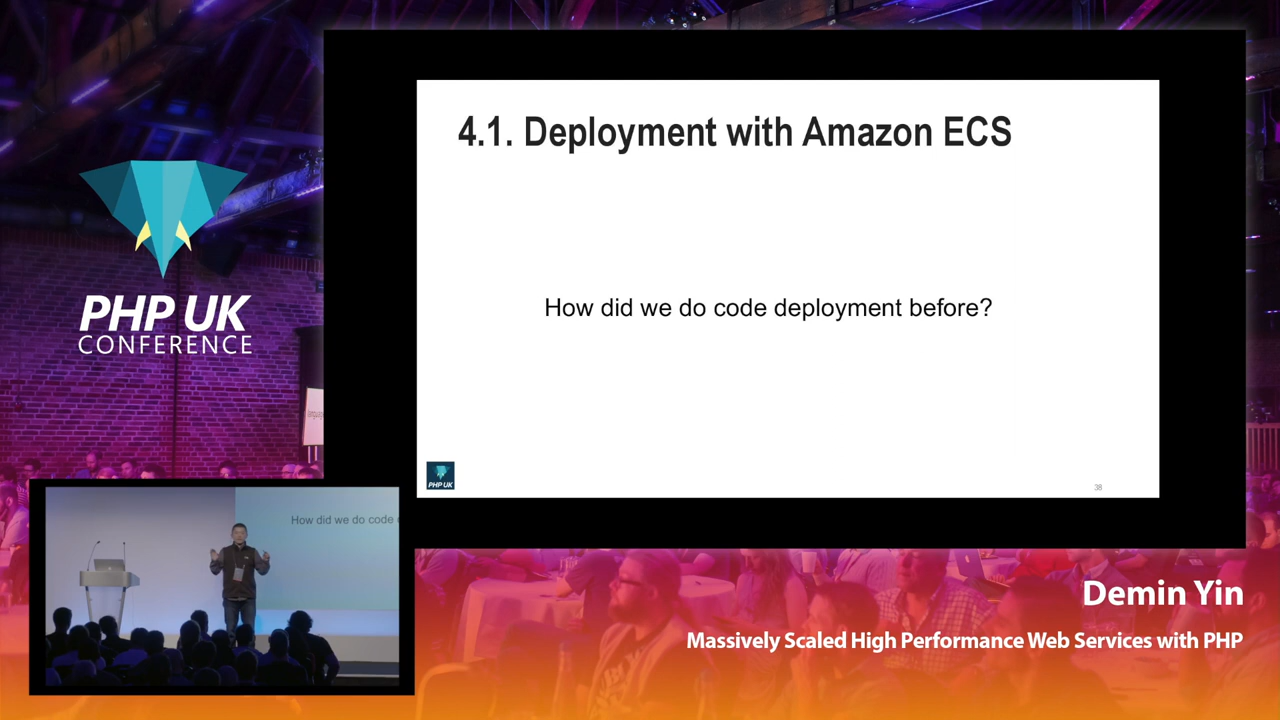 4.1. Deployment with Amazon ECS
How did we do code deployment before?
PHP UK
38
PHP UK
CONFERENCE
How did we do code
Demin Yin
Massively Scaled High Performance Web Services with PHP